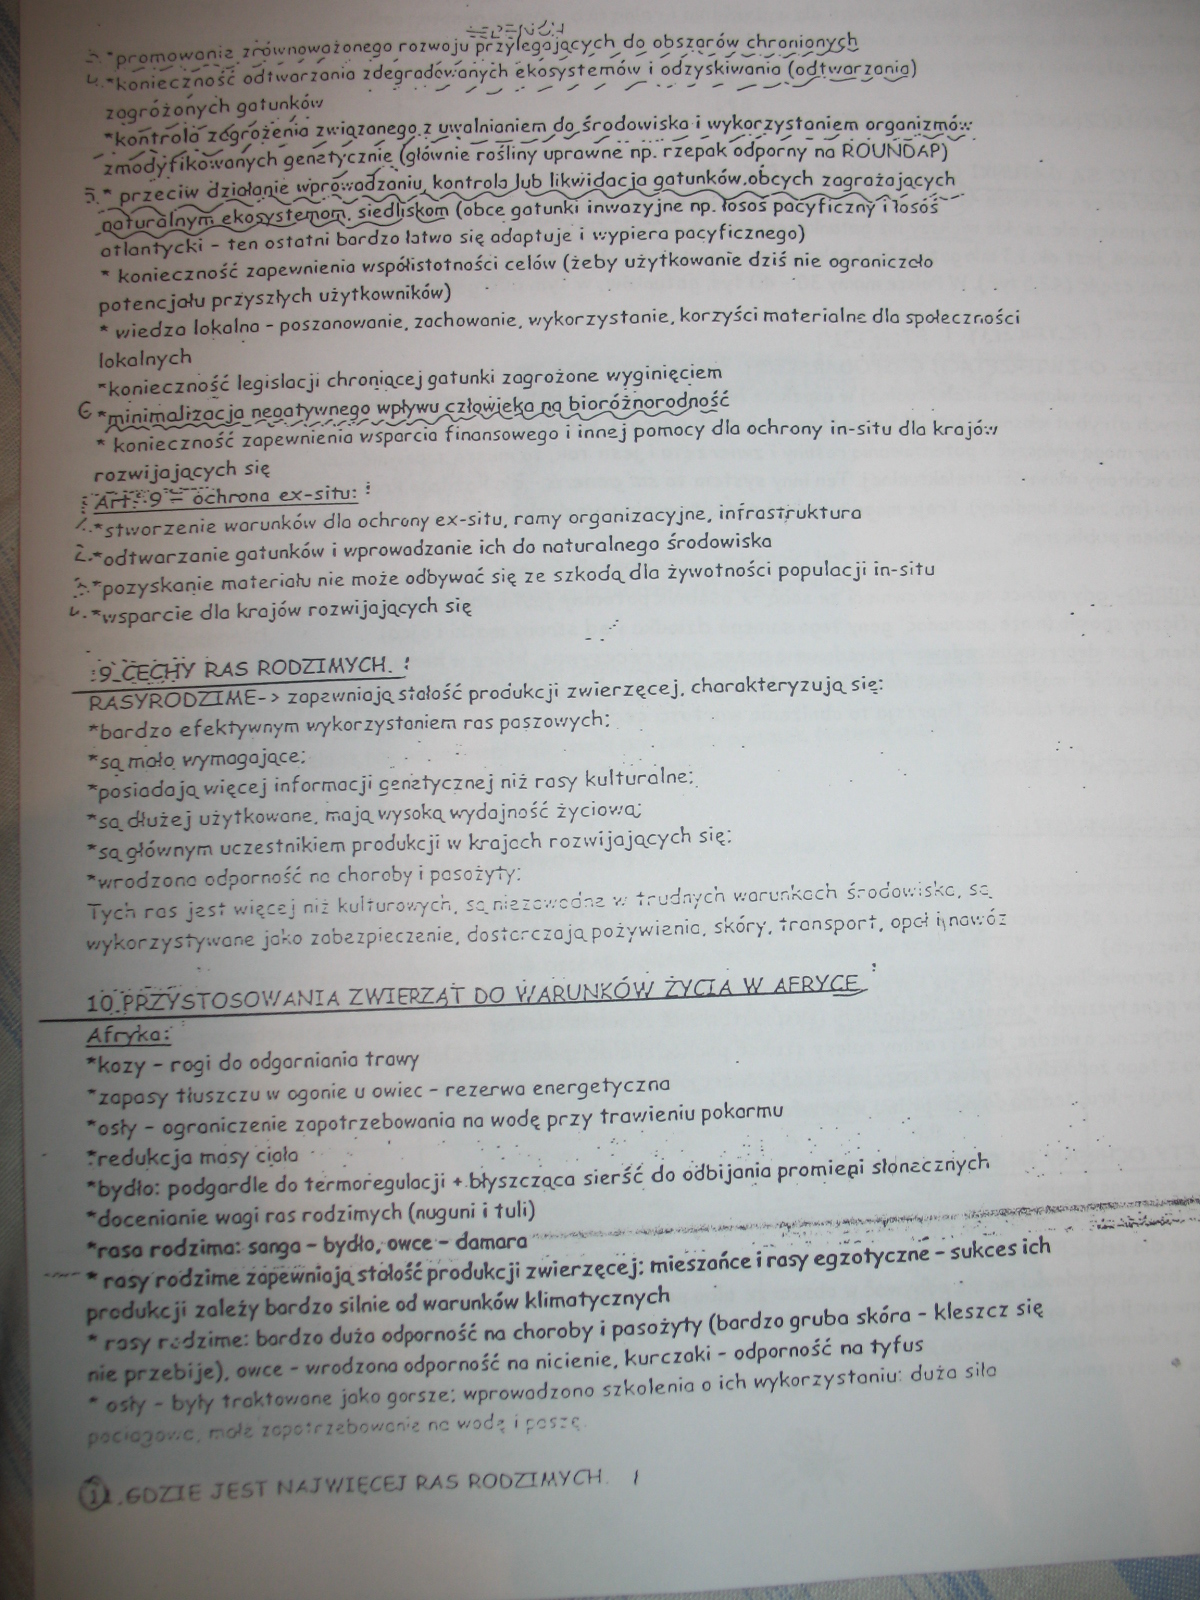 3. *promowanie zrównoważonego rozwoju przylegających do obszarów chronionych
4. *konieczność odtwarzania zdegradowanych ekosystemów i odzyskiwania (odtwarzania)
zagrożonych gatunków
*kontrola zagrożenia związanego z uwalnianiem do środowiska i wykorzystaniem organizmów
zmodyfikowanych genetycznie (głównie rośliny uprawne np. rzepak odporny na ROUNDAP)
5. * przeciw działanie wprowadzaniu, kontrola lub likwidacja gatunków obcych zagrażających
naturalnym ekosystemom, siedliskom (obce gatunki inwazyjne np. łosoś pacyficzny i łosoś
atlantycki - ten ostatni bardzo łatwo się adaptuje i wypiera pacyficznego)
* konieczność zapewnienia współistotności celów (żeby użytkowanie dziś nie ograniczało
potencjału przyszłych użytkowników)
* wiedza lokalna - poszanowanie, zachowanie, wykorzystanie, korzyści materialne dla społeczności
lokalnych
*konieczność legislacji chroniącej gatunki zagrożone wyginięciem
6 *minimalizacja negatywnego wpływu człowieka na bioróżnorodność
* konieczność zapewnienia wsparcia finansowego i innej pomocy dla ochrony in-situ dla krajów
rozwijających się
Art. 9 - ochrona ex-situ:
1. *stworzenie warunków dla ochrony ex-situ, ramy organizacyjne, infrastruktura
2. *odtwarzanie gatunków i wprowadzanie ich do naturalnego środowiska
3. *pozyskanie materiału nie może odbywać się ze szkodą dla żywotności populacji in-situ
4. *wsparcie dla krajów rozwijających się
9. CECHY RAS RODZIMYCH.
RASYRODZIME-> zapewniają stałość produkcji zwierzęcej, charakteryzują się:
*bardzo efektywnym wykorzystaniem ras paszowych;
*są mało wymagające;
*posiadają więcej informacji genetycznej niż rasy kulturalne;
*są dłużej użytkowane, mają wysoką wydajność życiową;
*są głównym uczestnikiem produkcji w krajach rozwijających się;
*wrodzona odporność na choroby i pasożyty;
Tych ras jest więcej niż kulturowych, są niezawodne w trudnych warunkach środowiska, są
wykorzystywane jako zabezpieczenie, dostarczają pożywienia, skóry, transport, opał i nawóz
10. PRZYSTOSOWANIA ZWIERZĄT DO WARUNKÓW ŻYCIA W AFRYCE
Afryka:
*kozy - rogi do odgarniania trawy
*zapasy tłuszczu w ogonie u owiec - rezerwa energetyczna
*osły - ograniczenie zapotrzebowania na wodę przy trawieniu pokarmu
*redukcja masy ciała
*bydło: podgardle do termoregulacji + błyszcząca sierść do odbijania promieni słonecznych
*docenianie wagi ras rodzimych (nuguni i tuli)
*rasa rodzima: sanga - bydło, owce - damara
* rasy rodzime zapewniają stałość produkcji zwierzęcej; mieszańce i rasy egzotyczne - sukces ich
produkcji zależy bardzo silnie od warunków klimatycznych
* rasy rodzime: bardzo duża odporność na choroby i pasożyty (bardzo gruba skóra - kleszcz się
nie przebije), owce - wrodzona odporność na nicienie, kurczaki - odporność na tyfus
* osły - były traktowane jako gorsze; wprowadzono szkolenia o ich wykorzystaniu: duża siła
pociągowa, małe zapotrzebowanie na wodę i paszę.
11. GDZIE JEST NAJWIĘCEJ RAS RODZIMYCH.